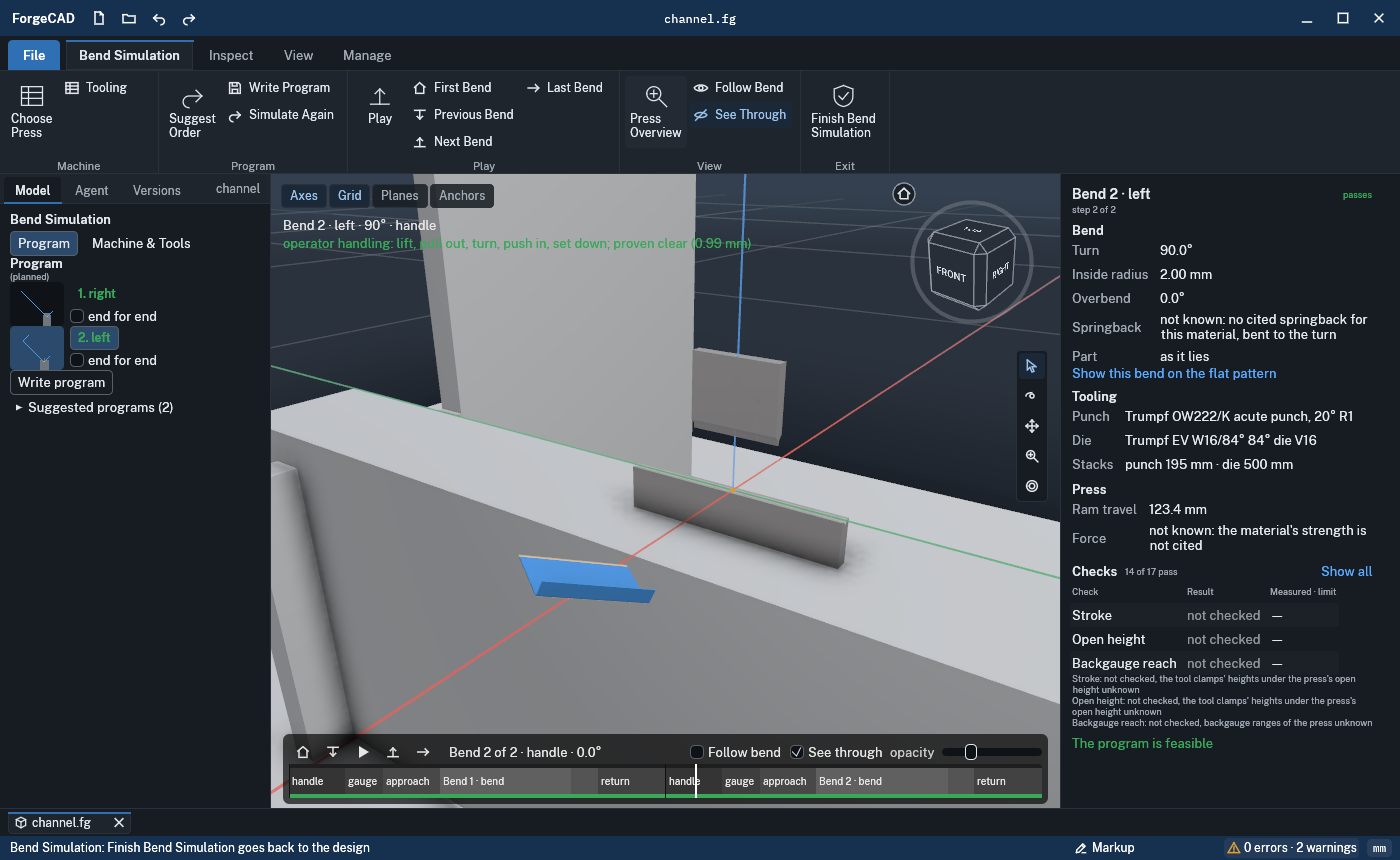 ForgeCAD
channel.fg
File
Bend Simulation
Inspect
View
Manage
Choose Press
Tooling
Machine
Suggest Order
Write Program
Simulate Again
Program
Play
First Bend
Previous Bend
Next Bend
Last Bend
Play
Press Overview
Follow Bend
See Through
View
Finish Bend Simulation
Exit
Model
Agent
Versions
channel
Bend Simulation
Program
Machine & Tools
Program
(planned)
1. right
end for end
2. left
end for end
Write program
Suggested programs (2)
Axes
Grid
Planes
Anchors
Bend 2 · left · 90° · handle
operator handling: lift, pull out, turn, push in, set down; proven clear (0.99 mm)
FRONT
RIGHT
Bend 2 of 2 · handle · 0.0°
Follow bend
See through
opacity
handle
gauge
approach
Bend 1 · bend
return
handle
gauge
approach
Bend 2 · bend
return
Bend 2 · left
passes
step 2 of 2
Bend
Turn 90.0°
Inside radius 2.00 mm
Overbend 0.0°
Springback not known: no cited springback for
this material, bent to the turn
Part as it lies
Show this bend on the flat pattern
Tooling
Punch Trumpf OW222/K acute punch, 20° R1
Die Trumpf EV W16/84° 84° die V16
Stacks punch 195 mm · die 500 mm
Press
Ram travel 123.4 mm
Force not known: the material's strength is
not cited
Checks 14 of 17 pass Show all
Check Result Measured · limit
Stroke not checked —
Open height not checked —
Backgauge reach not checked —
Stroke: not checked, the tool clamps' heights under the press's open
height unknown
Open height: not checked, the tool clamps' heights under the press's
open height unknown
Backgauge reach: not checked, backgauge ranges of the press unknown
The program is feasible
channel.fg
Bend Simulation: Finish Bend Simulation goes back to the design
Markup
0 errors · 2 warnings
mm